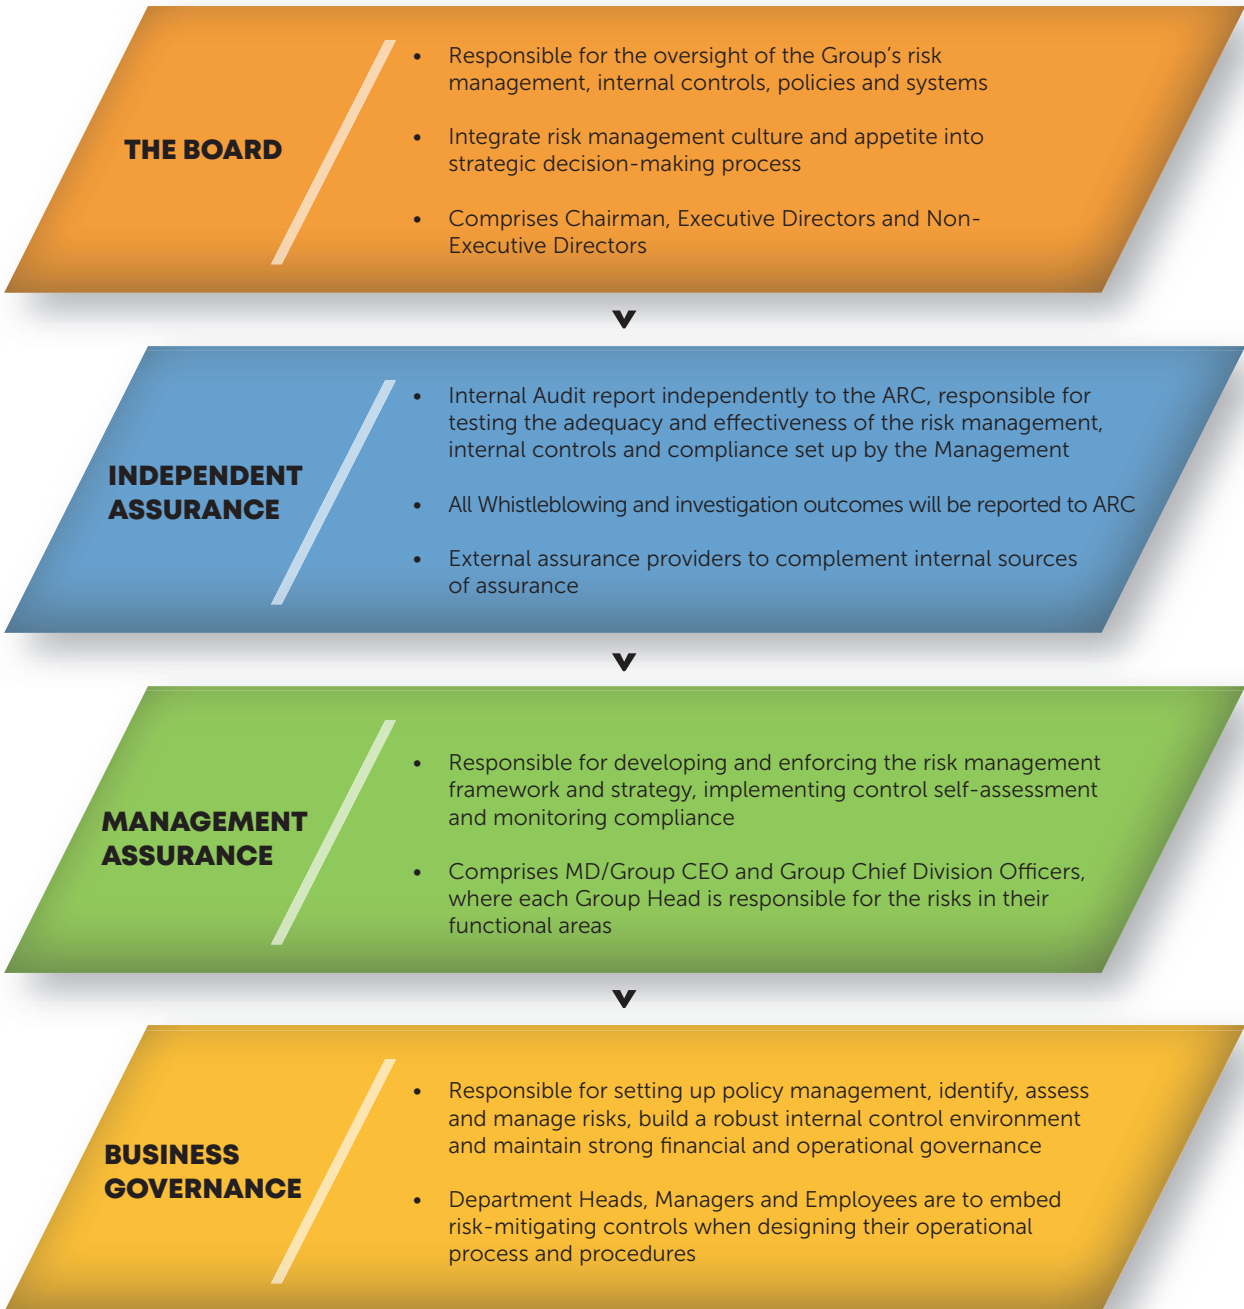 THE BOARD
• Responsible for the oversight of the Group’s risk
management, internal controls, policies and systems
• Integrate risk management culture and appetite into
strategic decision-making process
• Comprises Chairman, Executive Directors and Non-
Executive Directors
INDEPENDENT
ASSURANCE
• Internal Audit report independently to the ARC, responsible for
testing the adequacy and effectiveness of the risk management,
internal controls and compliance set up by the Management
• All Whistleblowing and investigation outcomes will be reported to ARC
• External assurance providers to complement internal sources
of assurance
MANAGEMENT
ASSURANCE
• Responsible for developing and enforcing the risk management
framework and strategy, implementing control self-assessment
and monitoring compliance
• Comprises MD/Group CEO and Group Chief Division Officers,
where each Group Head is responsible for the risks in their
functional areas
BUSINESS
GOVERNANCE
• Responsible for setting up policy management, identify, assess
and manage risks, build a robust internal control environment
and maintain strong financial and operational governance
• Department Heads, Managers and Employees are to embed
risk-mitigating controls when designing their operational
process and procedures